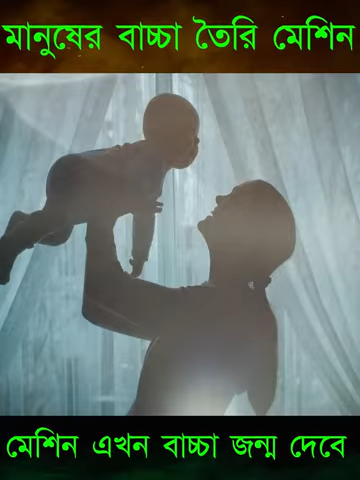 মানুষের বাচ্চা তৈরি মেশিন
মেশিন এখন বাচ্চা জন্ম দেবে